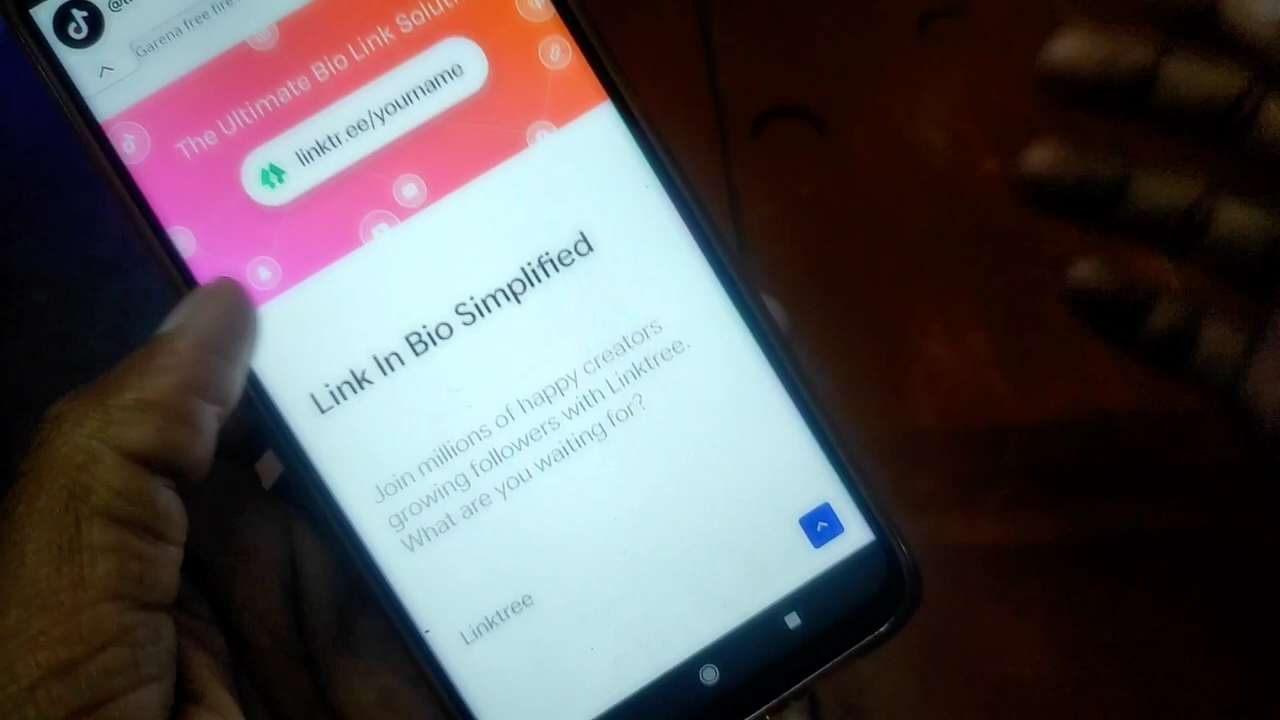 Garena free fire
The Ultimate Bio Link
linktr.ee/yourname
Link In Bio Simplified
Join millions of happy creators
growing followers with Linktree.
What are you waiting for?
Linktree